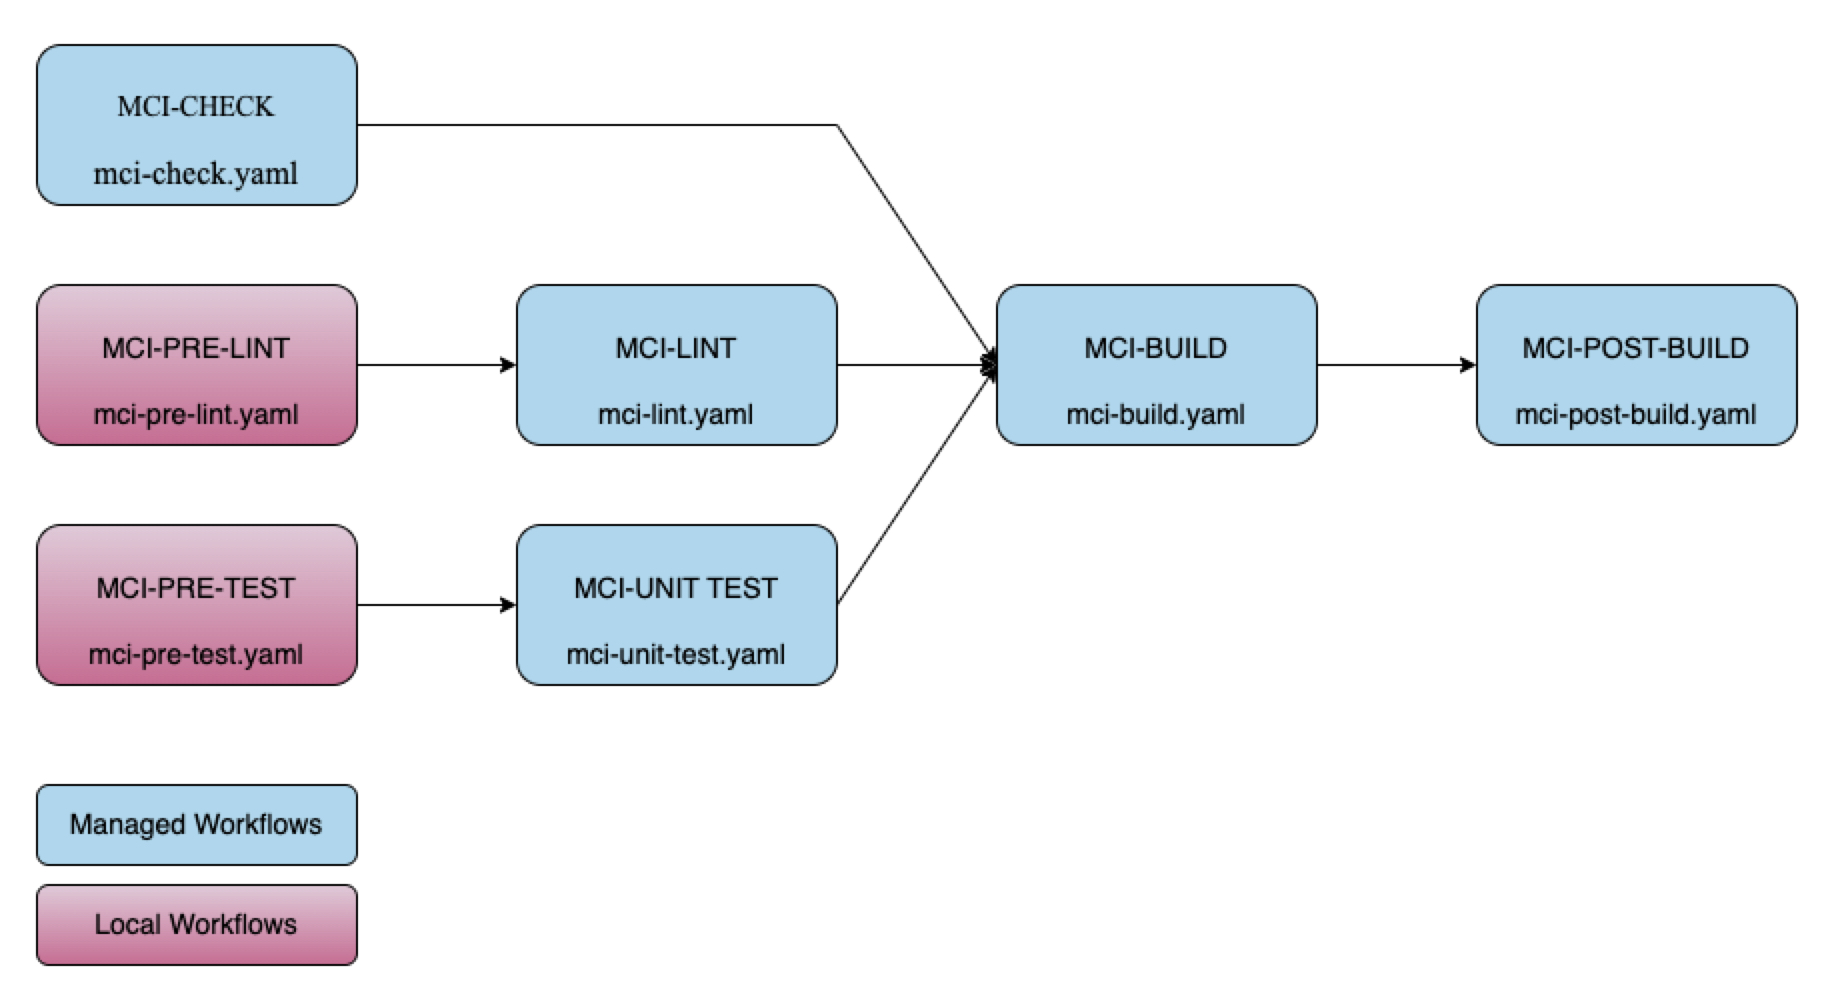 MCI-CHECK
mci-check.yaml
MCI-PRE-LINT
mci-pre-lint.yaml
MCI-LINT
mci-lint.yaml
MCI-BUILD
mci-build.yaml
MCI-POST-BUILD
mci-post-build.yaml
MCI-PRE-TEST
mci-pre-test.yaml
MCI-UNIT TEST
mci-unit-test.yaml
Managed Workflows
Local Workflows